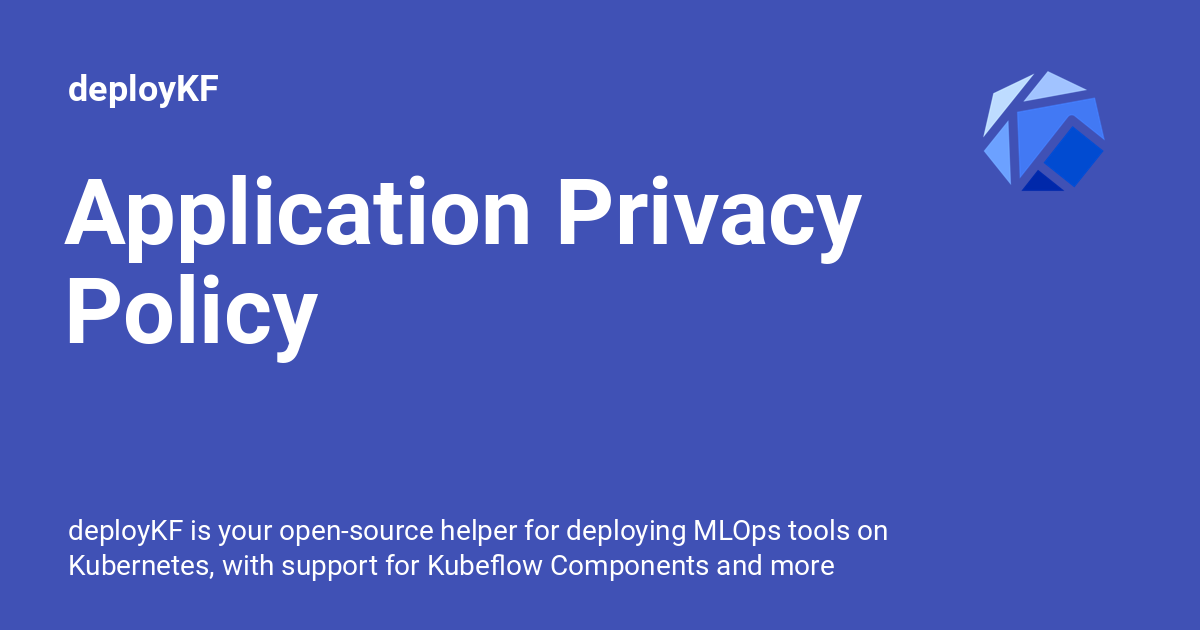 deployKF
Application Privacy
Policy
deployKF is your open-source helper for deploying MLOps tools on
Kubernetes, with support for Kubeflow Components and more